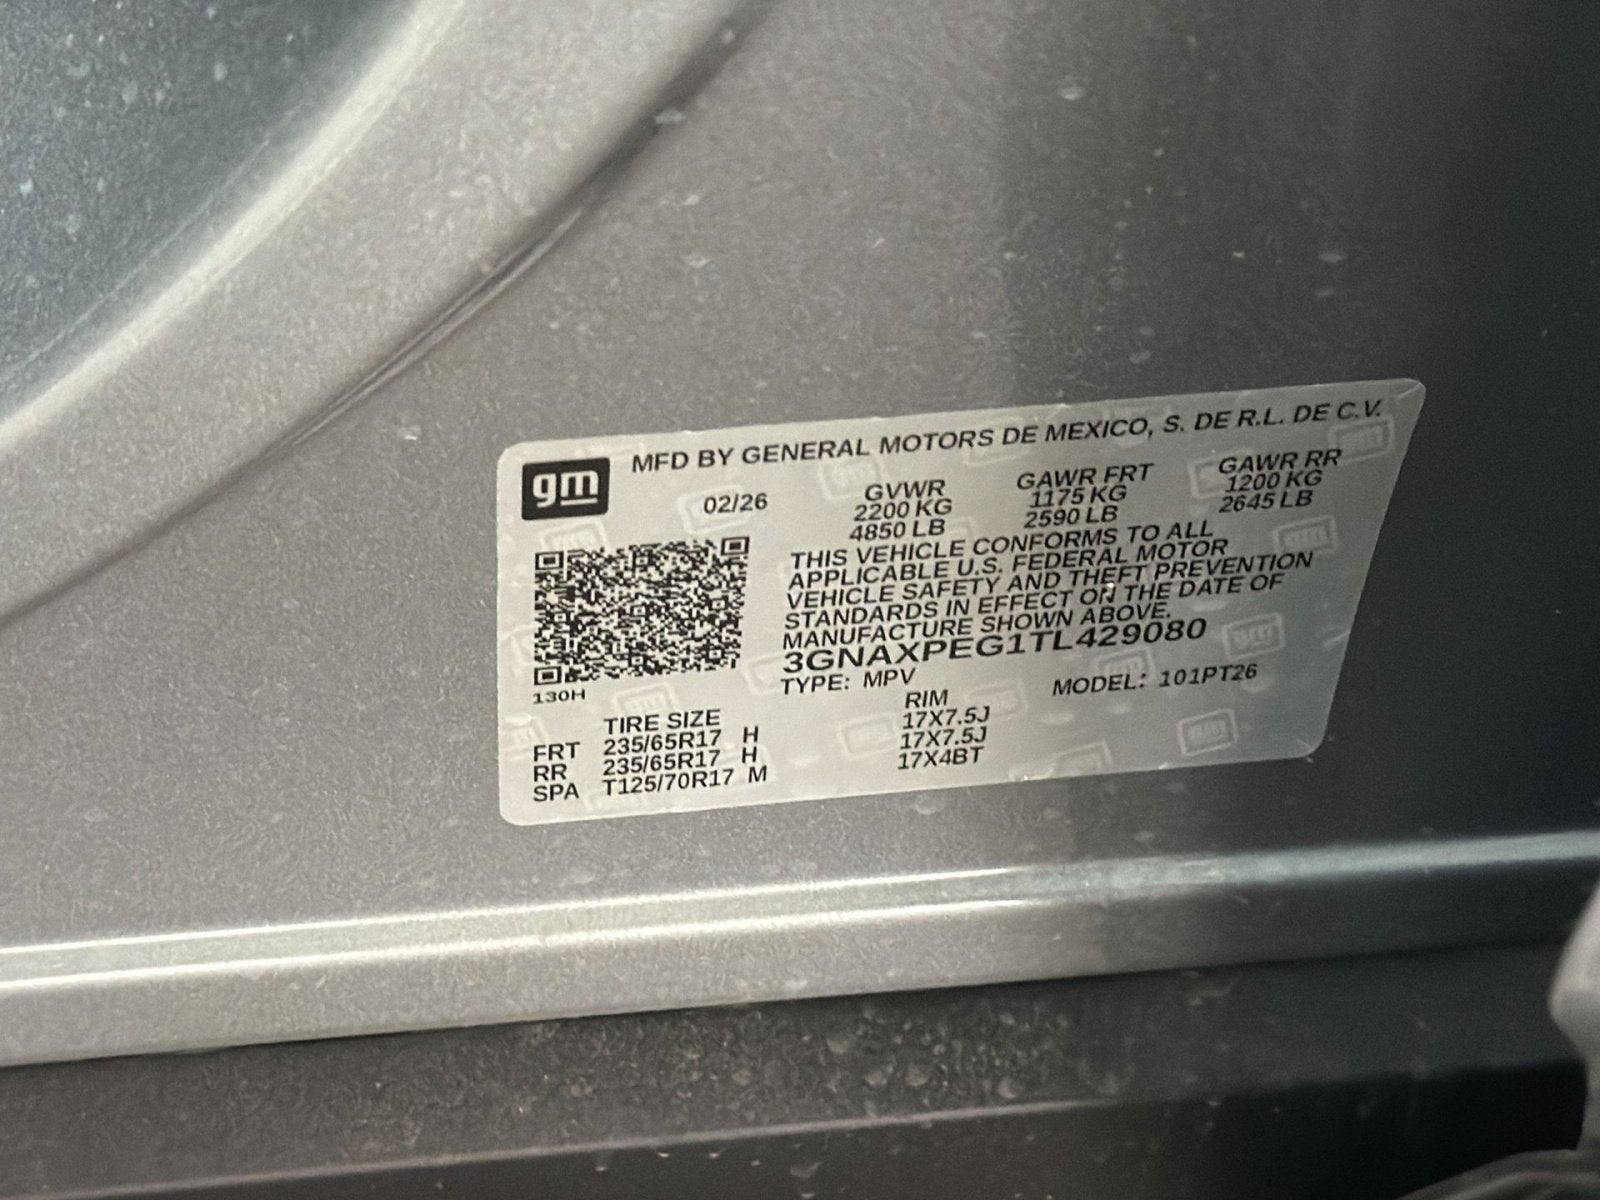 gm
MFD BY GENERAL MOTORS DE MEXICO, S. DE R.L. DE C.V.
02/26
GVWR GAWR FRT GAWR RR
2200 KG 1175 KG 1200 KG
4850 LB 2590 LB 2645 LB
THIS VEHICLE CONFORMS TO ALL
APPLICABLE U.S. FEDERAL MOTOR
VEHICLE SAFETY AND THEFT PREVENTION
STANDARDS IN EFFECT ON THE DATE OF
MANUFACTURE SHOWN ABOVE.
3GNAXPEG1TL429080
TYPE: MPV MODEL: 101PT26
130H
TIRE SIZE RIM
FRT 235/65R17 H 17X7.5J
RR 235/65R17 H 17X7.5J
SPA T125/70R17 M 17X4BT